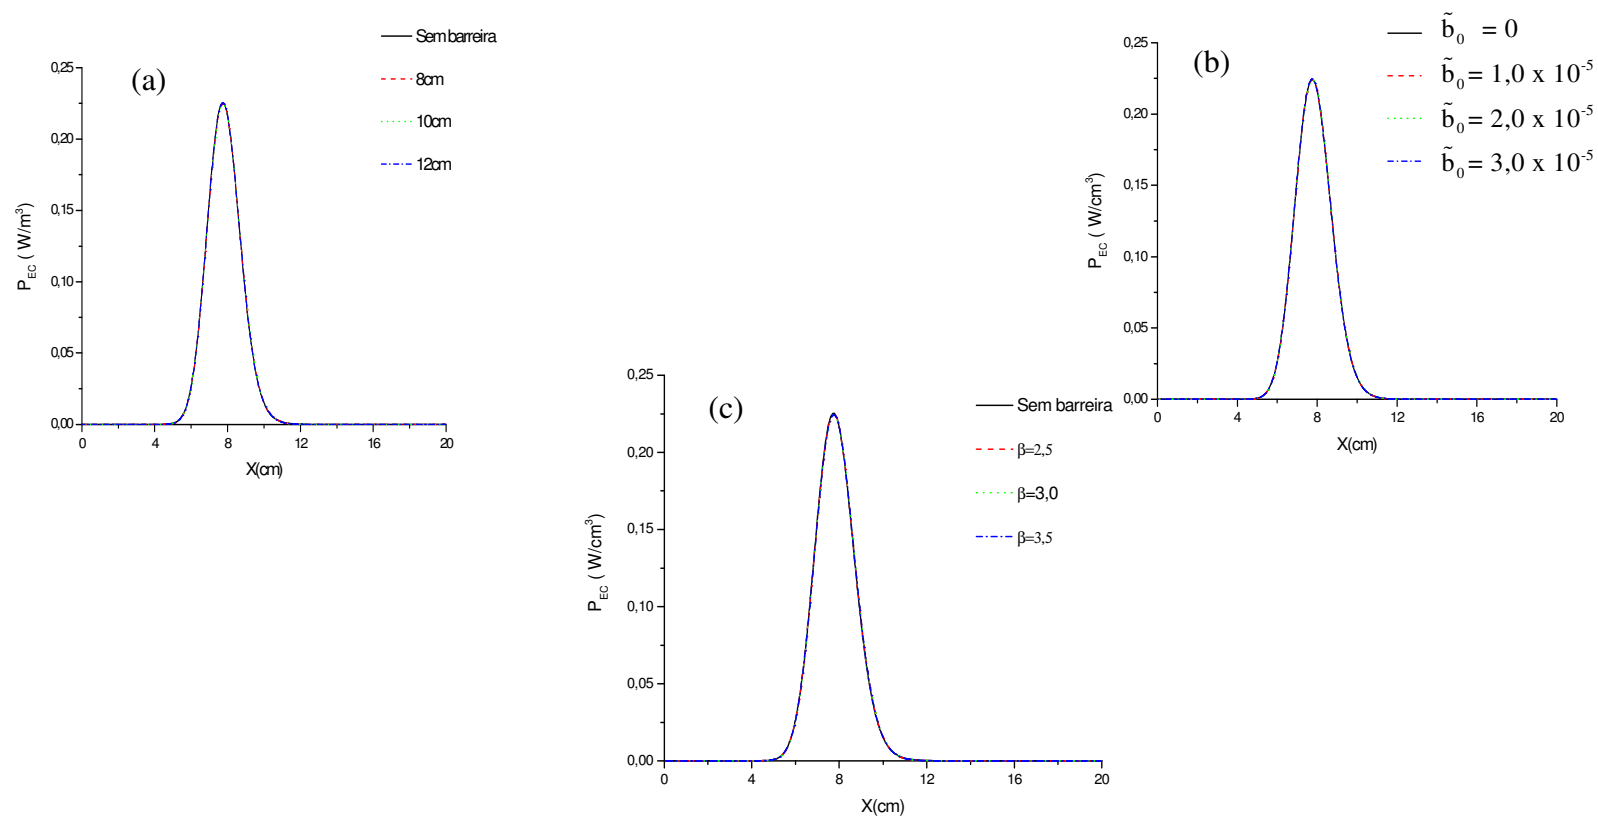 (a)
Sem barreira
8cm
10cm
12cm
0,25
0,20
0,15
0,10
0,05
0,00
0 4 8 12 16 20
P_EC ( W/m³)
X(cm)
(b)
b̃₀ = 0
b̃₀ = 1,0 x 10⁻⁵
b̃₀ = 2,0 x 10⁻⁵
b̃₀ = 3,0 x 10⁻⁵
0,25
0,20
0,15
0,10
0,05
0,00
0 4 8 12 16 20
P_EC ( W/cm³)
X(cm)
(c)
Sem barreira
β=2,5
β=3,0
β=3,5
0,25
0,20
0,15
0,10
0,05
0,00
0 4 8 12 16 20
P_EC ( W/cm³)
X(cm)